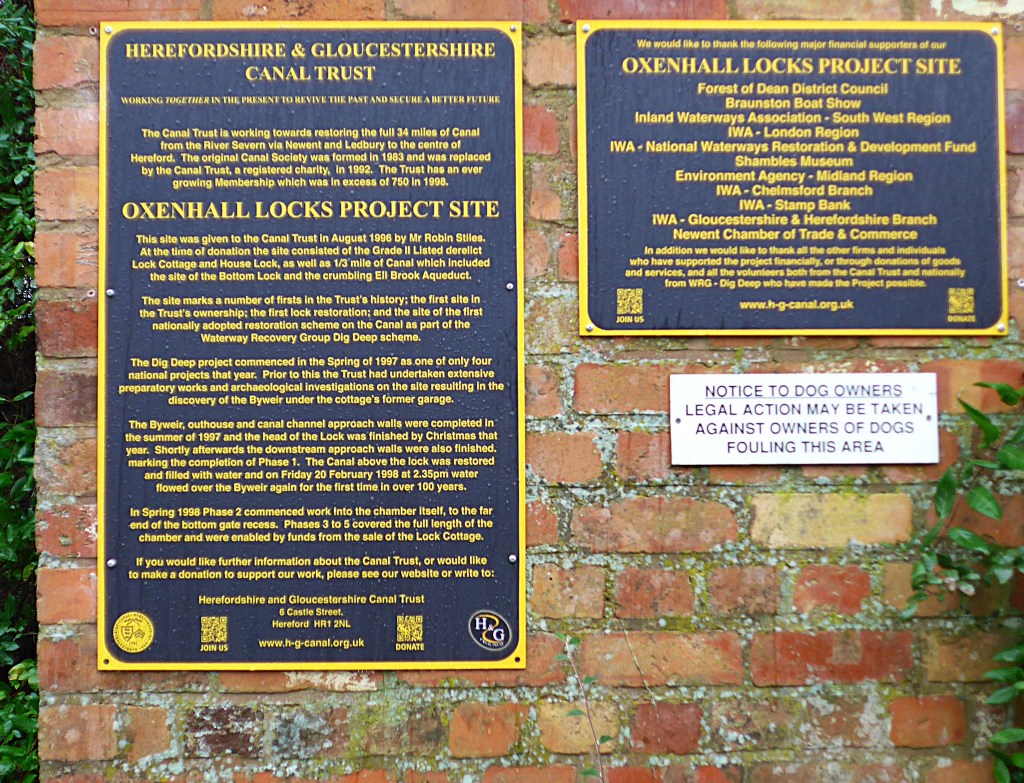 HEREFORDSHIRE & GLOUCESTERSHIRE
CANAL TRUST
WORKING TOGETHER IN THE PRESENT TO REVIVE THE PAST AND SECURE A BETTER FUTURE
The Canal Trust is working towards restoring the full 34 miles of Canal
from the River Severn via Newent and Ledbury to the centre of
Hereford. The original Canal Society was formed in 1983 and was replaced
by the Canal Trust, a registered charity, in 1992. The Trust has an ever
growing Membership which was in excess of 750 in 1998.
OXENHALL LOCKS PROJECT SITE
This site was given to the Canal Trust in August 1996 by Mr Robin Stiles.
At the time of donation the site consisted of the Grade II Listed derelict
Lock Cottage and House Lock, as well as 1/3 mile of Canal which included
the site of the Bottom Lock and the crumbling Ell Brook Aqueduct.
The site marks a number of firsts in the Trust's history; the first site in
the Trust's ownership; the first lock restoration; and the site of the first
nationally adopted restoration scheme on the Canal as part of the
Waterway Recovery Group Dig Deep scheme.
The Dig Deep project commenced in the Spring of 1997 as one of only four
national projects that year. Prior to this the Trust had undertaken extensive
preparatory works and archaeological investigations on the site resulting in the
discovery of the Byweir under the cottage's former garage.
The Byweir, outhouse and canal channel approach walls were completed in
the summer of 1997 and the head of the Lock was finished by Christmas that
year. Shortly afterwards the downstream approach walls were also finished.
marking the completion of Phase 1. The Canal above the lock was restored
and filled with water and on Friday 20 February 1998 at 2.35pm water
flowed over the Byweir again for the first time in over 100 years.
In Spring 1998 Phase 2 commenced work into the chamber itself, to the far
end of the bottom gate recess. Phases 3 to 5 covered the full length of the
chamber and were enabled by funds from the sale of the Lock Cottage.
If you would like further information about the Canal Trust, or would like
to make a donation to support our work, please see our website or write to:
Herefordshire and Gloucestershire Canal Trust
6 Castle Street,
Hereford HR1 2NL
www.h-g-canal.org.uk
JOIN US
DONATE
H&G
We would like to thank the following major financial supporters of our
OXENHALL LOCKS PROJECT SITE
Forest of Dean District Council
Braunston Boat Show
Inland Waterways Association - South West Region
IWA - London Region
IWA - National Waterways Restoration & Development Fund
Shambles Museum
Environment Agency - Midland Region
IWA - Chelmsford Branch
IWA - Stamp Bank
IWA - Gloucestershire & Herefordshire Branch
Newent Chamber of Trade & Commerce
In addition we would like to thank all the other firms and individuals
who have supported the project financially, or through donations of goods
and services, and all the volunteers both from the Canal Trust and nationally
from WRG - Dig Deep who have made the Project possible.
www.h-g-canal.org.uk
JOIN US
DONATE
NOTICE TO DOG OWNERS
LEGAL ACTION MAY BE TAKEN
AGAINST OWNERS OF DOGS
FOULING THIS AREA